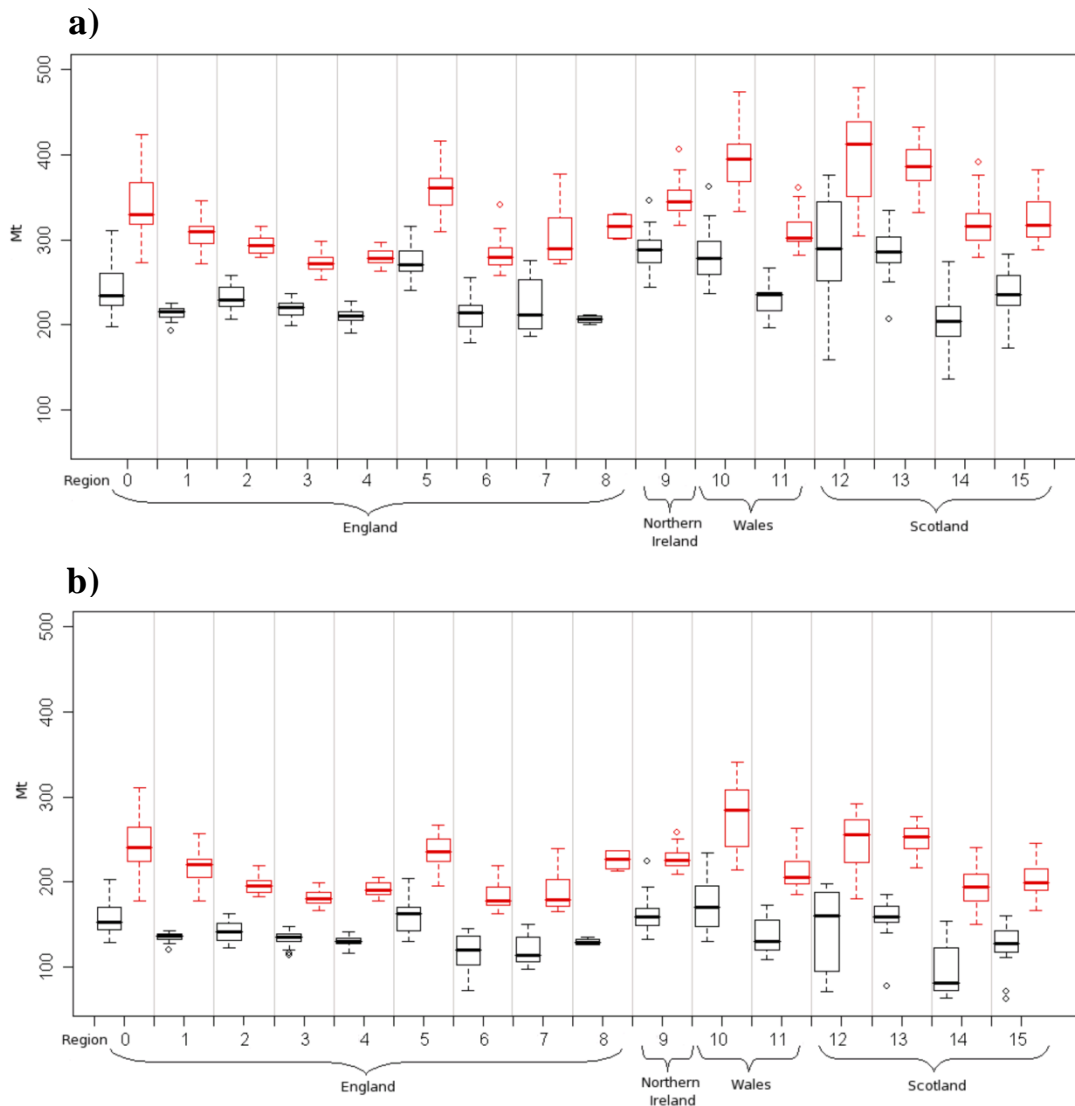 a)
500
400
300
200
100
Mt
Region 0 1 2 3 4 5 6 7 8 9 10 11 12 13 14 15
England
Northern
Ireland
Wales
Scotland
b)
500
400
300
200
100
Mt
Region 0 1 2 3 4 5 6 7 8 9 10 11 12 13 14 15
England
Northern
Ireland
Wales
Scotland